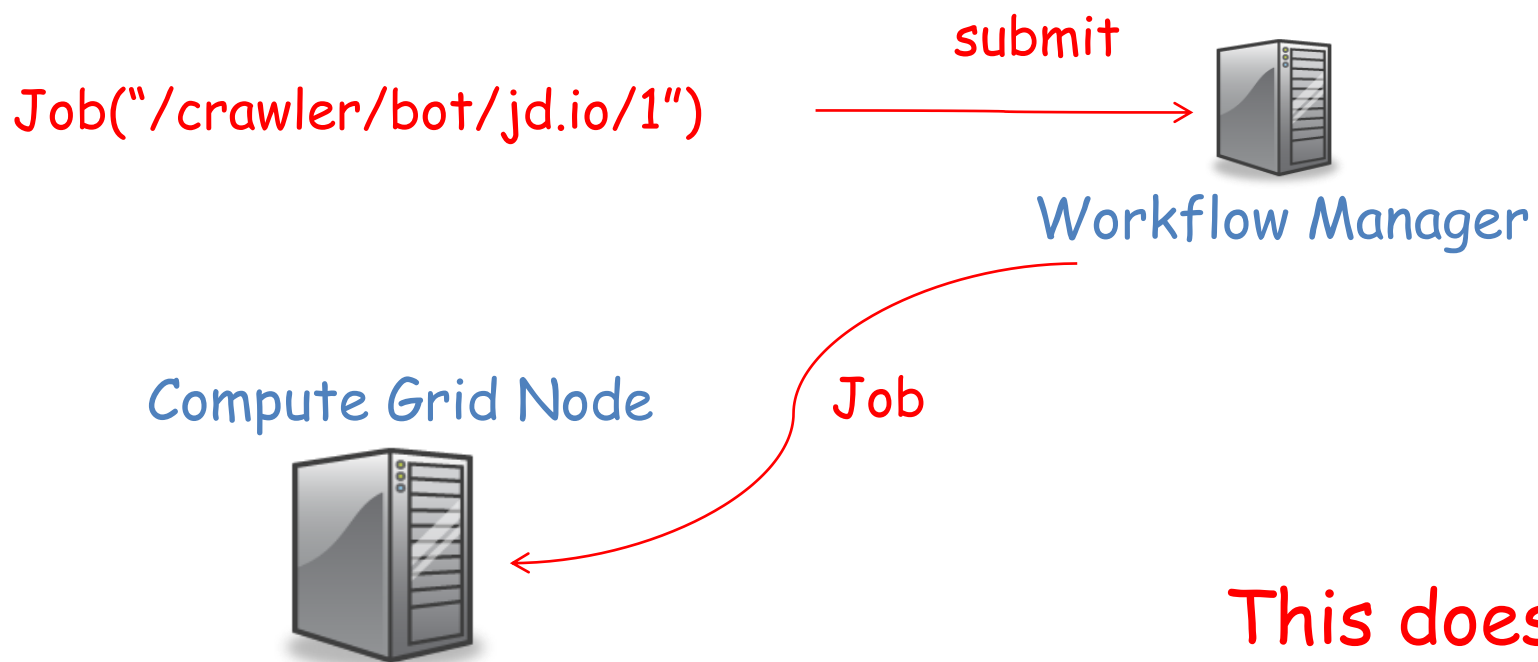 submit
Job(“/crawler/bot/jd.io/1”)
Workflow Manager
Compute Grid Node
Job
This does